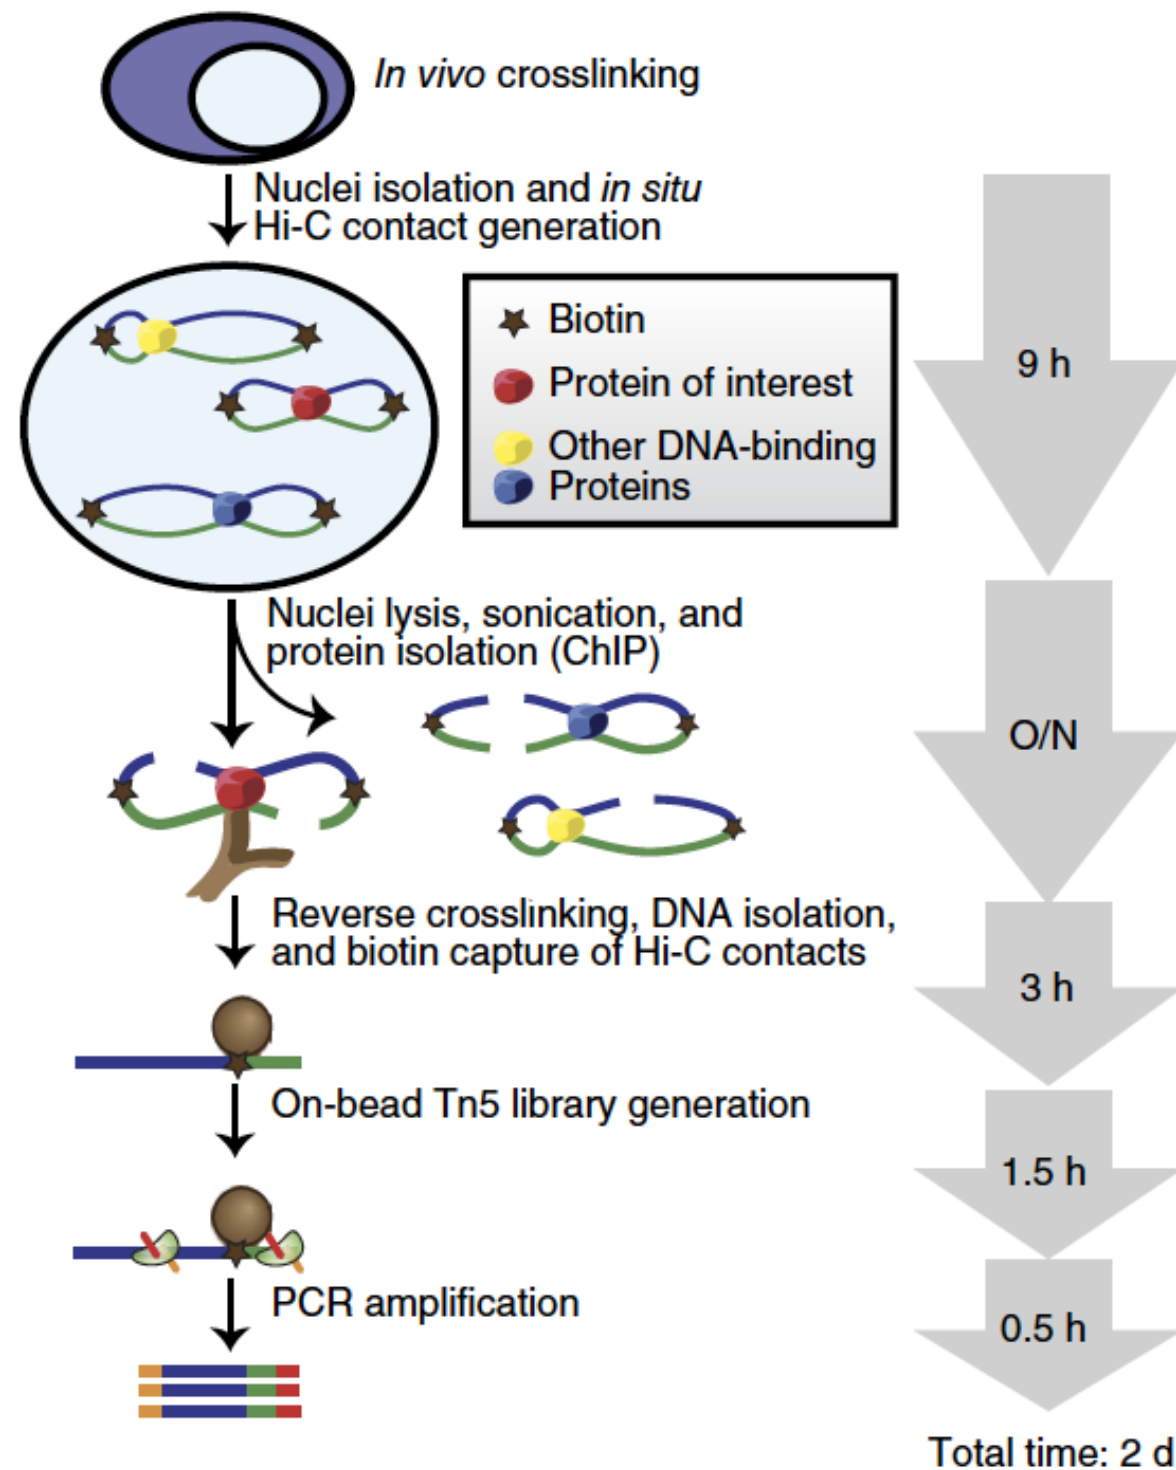 In vivo crosslinking
Nuclei isolation and in situ
Hi-C contact generation
Biotin
Protein of interest
Other DNA-binding
Proteins
9 h
Nuclei lysis, sonication, and
protein isolation (ChIP)
O/N
Reverse crosslinking, DNA isolation,
and biotin capture of Hi-C contacts
3 h
On-bead Tn5 library generation
1.5 h
PCR amplification
0.5 h
Total time: 2 d